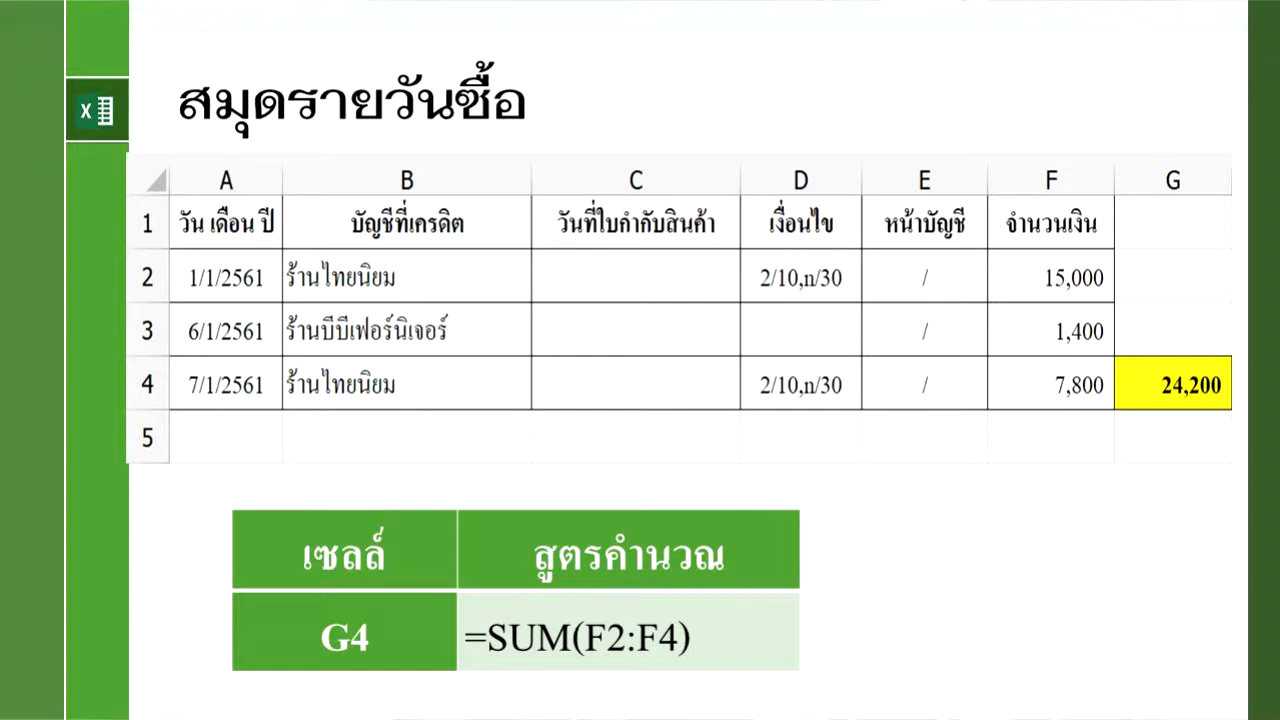 สมุดรายวันซื้อ
X
A B C D E F G
1 วัน เดือน ปี บัญชีที่เครดิต วันที่ใบกำกับสินค้า เงื่อนไข หน้าบัญชี จำนวนเงิน
2 1/1/2561 ร้านไทยนิยม 2/10,n/30 / 15,000
3 6/1/2561 ร้านบีบีเฟอร์นิเจอร์ / 1,400
4 7/1/2561 ร้านไทยนิยม 2/10,n/30 / 7,800 24,200
5
เซลล์ สูตรคำนวณ
G4 =SUM(F2:F4)